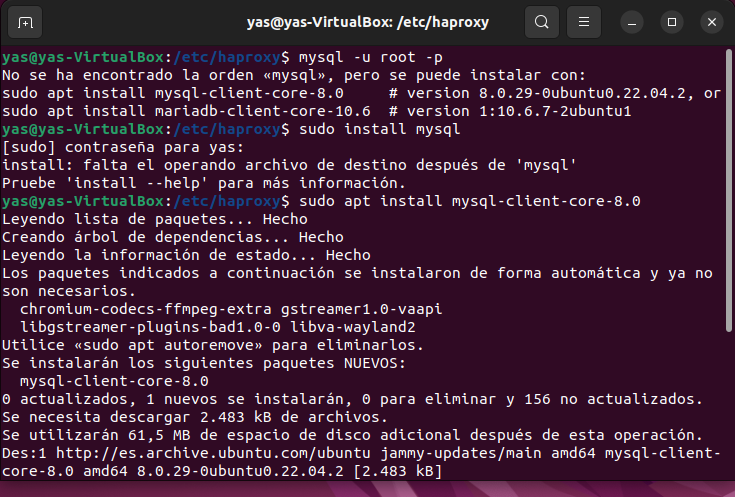 yas@yas-VirtualBox: /etc/haproxy
yas@yas-VirtualBox:/etc/haproxy$ mysql -u root -p
No se ha encontrado la orden «mysql», pero se puede instalar con:
sudo apt install mysql-client-core-8.0     # version 8.0.29-0ubuntu0.22.04.2, or
sudo apt install mariadb-client-core-10.6  # version 1:10.6.7-2ubuntu1
yas@yas-VirtualBox:/etc/haproxy$ sudo install mysql
[sudo] contraseña para yas:
install: falta el operando archivo de destino después de 'mysql'
Pruebe 'install --help' para más información.
yas@yas-VirtualBox:/etc/haproxy$ sudo apt install mysql-client-core-8.0
Leyendo lista de paquetes... Hecho
Creando árbol de dependencias... Hecho
Leyendo la información de estado... Hecho
Los paquetes indicados a continuación se instalaron de forma automática y ya no
son necesarios.
  chromium-codecs-ffmpeg-extra gstreamer1.0-vaapi
  libgstreamer-plugins-bad1.0-0 libva-wayland2
Utilice «sudo apt autoremove» para eliminarlos.
Se instalarán los siguientes paquetes NUEVOS:
  mysql-client-core-8.0
0 actualizados, 1 nuevos se instalarán, 0 para eliminar y 156 no actualizados.
Se necesita descargar 2.483 kB de archivos.
Se utilizarán 61,5 MB de espacio de disco adicional después de esta operación.
Des:1 http://es.archive.ubuntu.com/ubuntu jammy-updates/main amd64 mysql-client-
core-8.0 amd64 8.0.29-0ubuntu0.22.04.2 [2.483 kB]